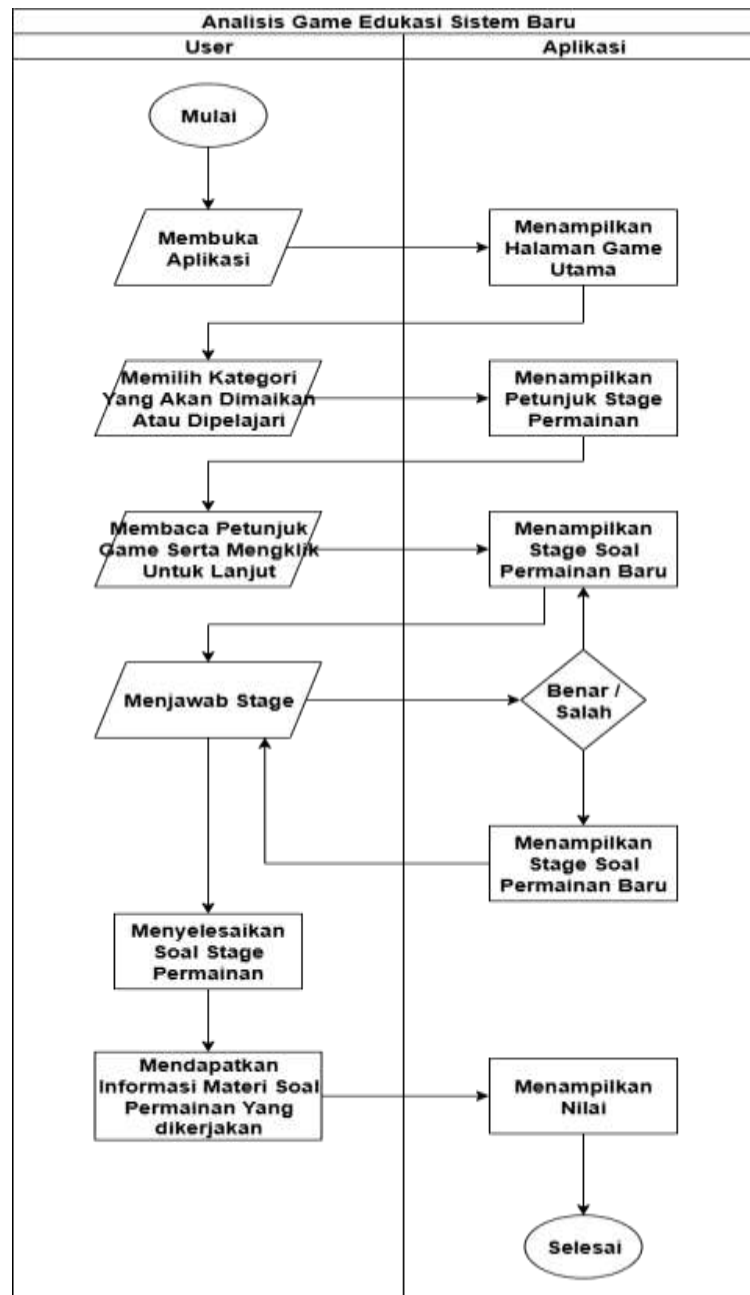 Analisis Game Edukasi Sistem Baru
User
Aplikasi
Mulai
Membuka
Aplikasi
Menampilkan
Halaman Game
Utama
Memilih Kategori
Yang Akan Dimaikan
Atau Dipelajari
Menampilkan
Petunjuk Stage
Permainan
Membaca Petunjuk
Game Serta Mengklik
Untuk Lanjut
Menampilkan
Stage Soal
Permainan Baru
Menjawab Stage
Benar /
Salah
Menampilkan
Stage Soal
Permainan Baru
Menyelesaikan
Soal Stage
Permainan
Mendapatkan
Informasi Materi Soal
Permainan Yang
dikerjakan
Menampilkan
Nilai
Selesai